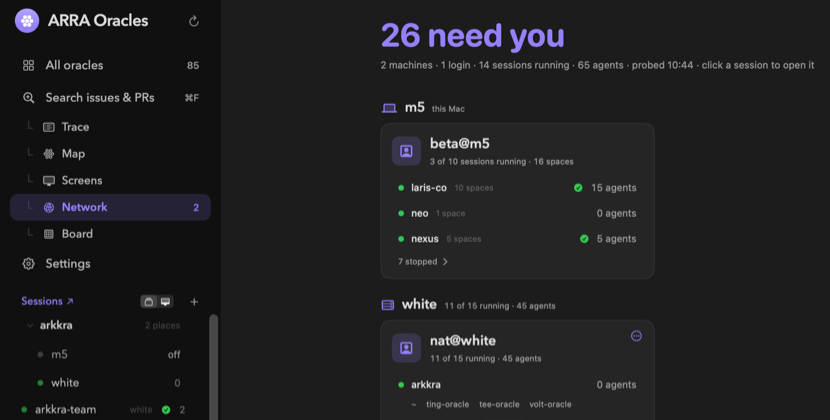 ARRA Oracles
All oracles 85
Search issues & PRs ⌘F
Trace
Map
Screens
Network 2
Board
Settings
Sessions ↗ +
arkkra 2 places
m5 off
white 0
arkkra-team white 2
26 need you
2 machines · 1 login · 14 sessions running · 65 agents · probed 10:44 · click a session to open it
m5 this Mac
beta@m5
3 of 10 sessions running · 16 spaces
laris-co 10 spaces 15 agents
neo 1 space 0 agents
nexus 5 spaces 5 agents
7 stopped >
white 11 of 15 running · 45 agents
nat@white
11 of 15 running · 45 agents
arkkra 0 agents
~ ting-oracle tee-oracle volt-oracle